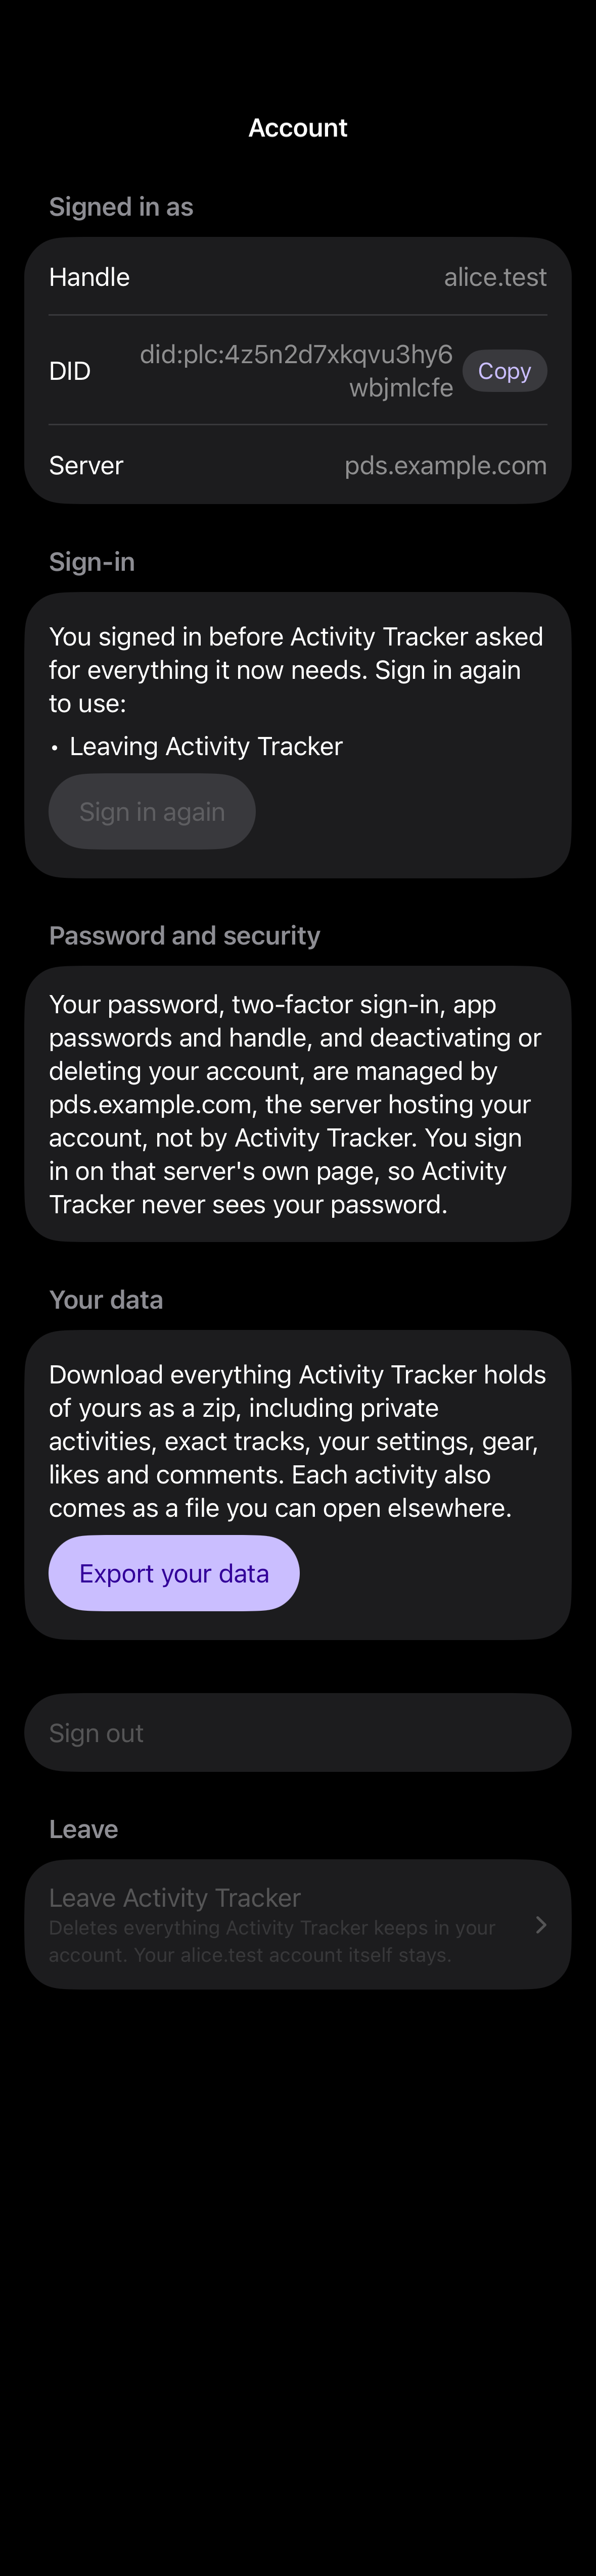 Account
Signed in as
Handle
alice.test
DID
did:plc:4z5n2d7xkqvu3hy6
wbjmlcfe
Copy
Server
pds.example.com
Sign-in
You signed in before Activity Tracker asked
for everything it now needs. Sign in again
to use:
• Leaving Activity Tracker
Sign in again
Password and security
Your password, two-factor sign-in, app
passwords and handle, and deactivating or
deleting your account, are managed by
pds.example.com, the server hosting your
account, not by Activity Tracker. You sign
in on that server's own page, so Activity
Tracker never sees your password.
Your data
Download everything Activity Tracker holds
of yours as a zip, including private
activities, exact tracks, your settings, gear,
likes and comments. Each activity also
comes as a file you can open elsewhere.
Export your data
Sign out
Leave
Leave Activity Tracker
Deletes everything Activity Tracker keeps in your
account. Your alice.test account itself stays.